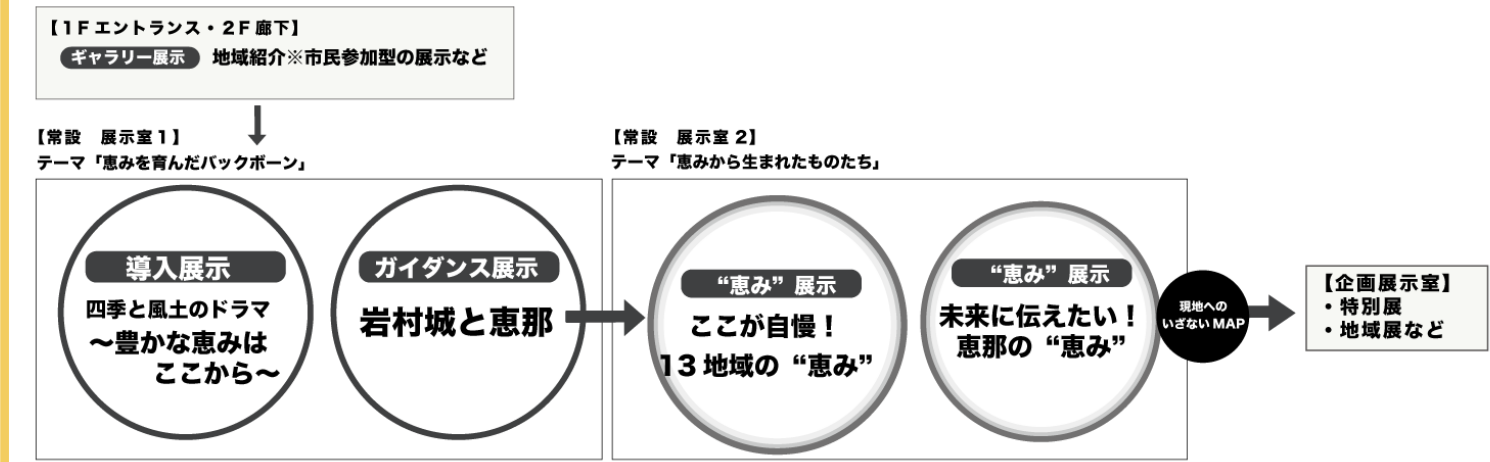 【1Fエントランス・2F廊下】
ギャラリー展示 地域紹介※市民参加型の展示など
【常設 展示室1】
テーマ「恵みを育んだバックボーン」
導入展示
四季と風土のドラマ
〜豊かな恵みは
ここから〜
ガイダンス展示
岩村城と恵那
【常設 展示室2】
テーマ「恵みから生まれたものたち」
“恵み”展示
ここが自慢！
13地域の“恵み”
“恵み”展示
未来に伝えたい！
恵那の“恵み”
現地への
いざないMAP
【企画展示室】
・特別展
・地域展など